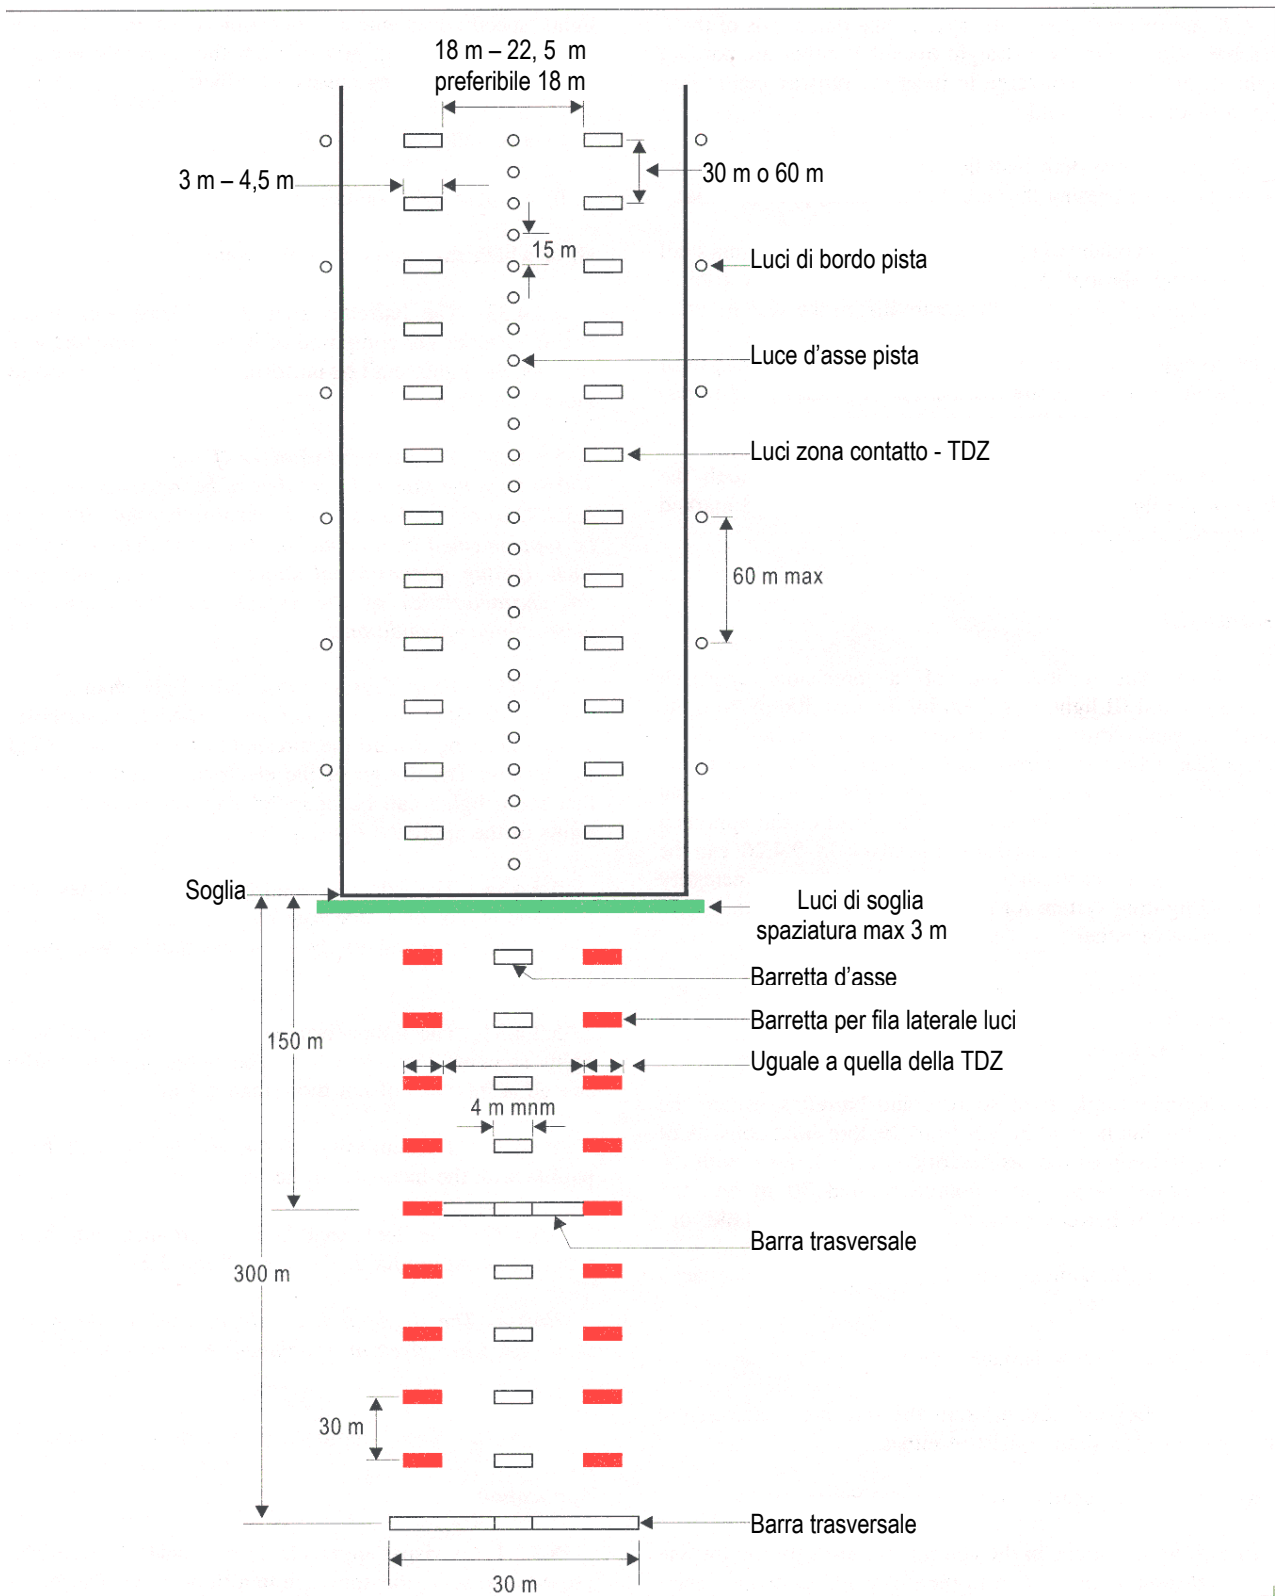 18 m – 22, 5 m
preferibile 18 m
3 m – 4,5 m
30 m o 60 m
15 m
Luci di bordo pista
Luce d'asse pista
Luci zona contatto - TDZ
60 m max
Soglia
Luci di soglia
spaziatura max 3 m
Barretta d'asse
Barretta per fila laterale luci
150 m
Uguale a quella della TDZ
4 m mnm
Barra trasversale
300 m
30 m
Barra trasversale
30 m